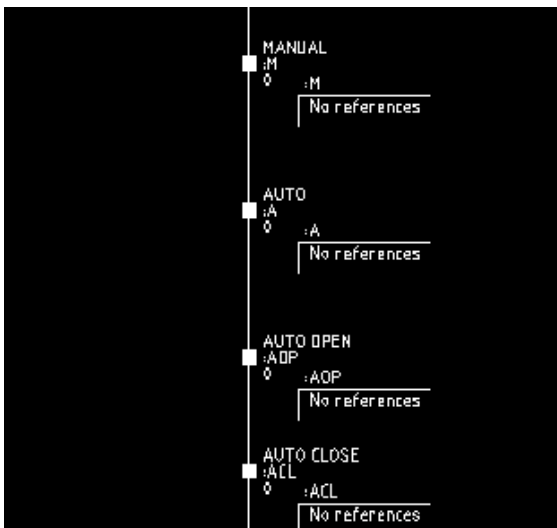 MANUAL
:M
0
:M
No references
AUTO
:A
0
:A
No references
AUTO OPEN
:AOP
0
:AOP
No references
AUTO CLOSE
:ACL
0
:ACL
No references